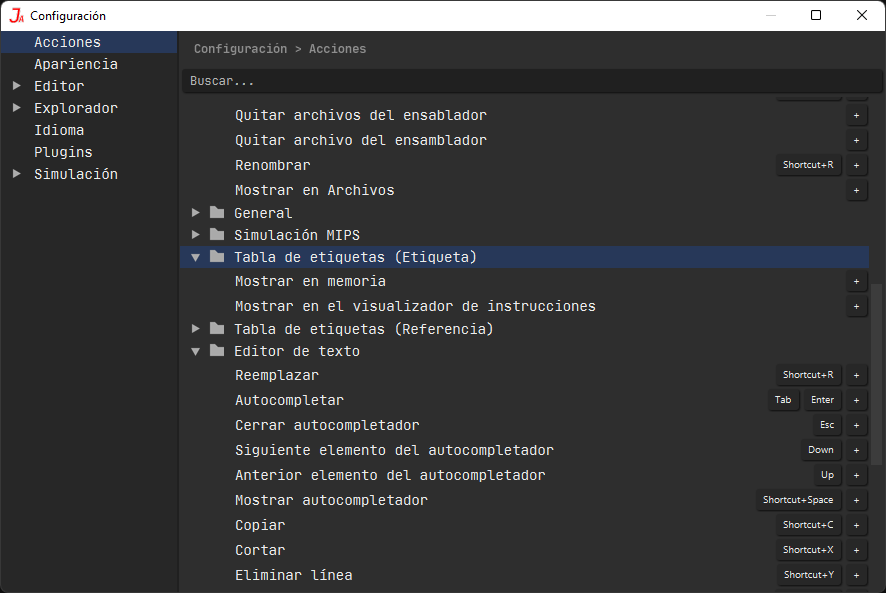 Configuración
Acciones
Apariencia
Editor
Explorador
Idioma
Plugins
Simulación
Configuración > Acciones
Buscar...
Quitar archivos del ensablador +
Quitar archivo del ensamblador +
Renombrar Shortcut+R +
Mostrar en Archivos +
General
Simulación MIPS
Tabla de etiquetas (Etiqueta)
Mostrar en memoria +
Mostrar en el visualizador de instrucciones +
Tabla de etiquetas (Referencia)
Editor de texto
Reemplazar Shortcut+R +
Autocompletar Tab Enter +
Cerrar autocompletador Esc +
Siguiente elemento del autocompletador Down +
Anterior elemento del autocompletador Up +
Mostrar autocompletador Shortcut+Space +
Copiar Shortcut+C +
Cortar Shortcut+X +
Eliminar línea Shortcut+Y +